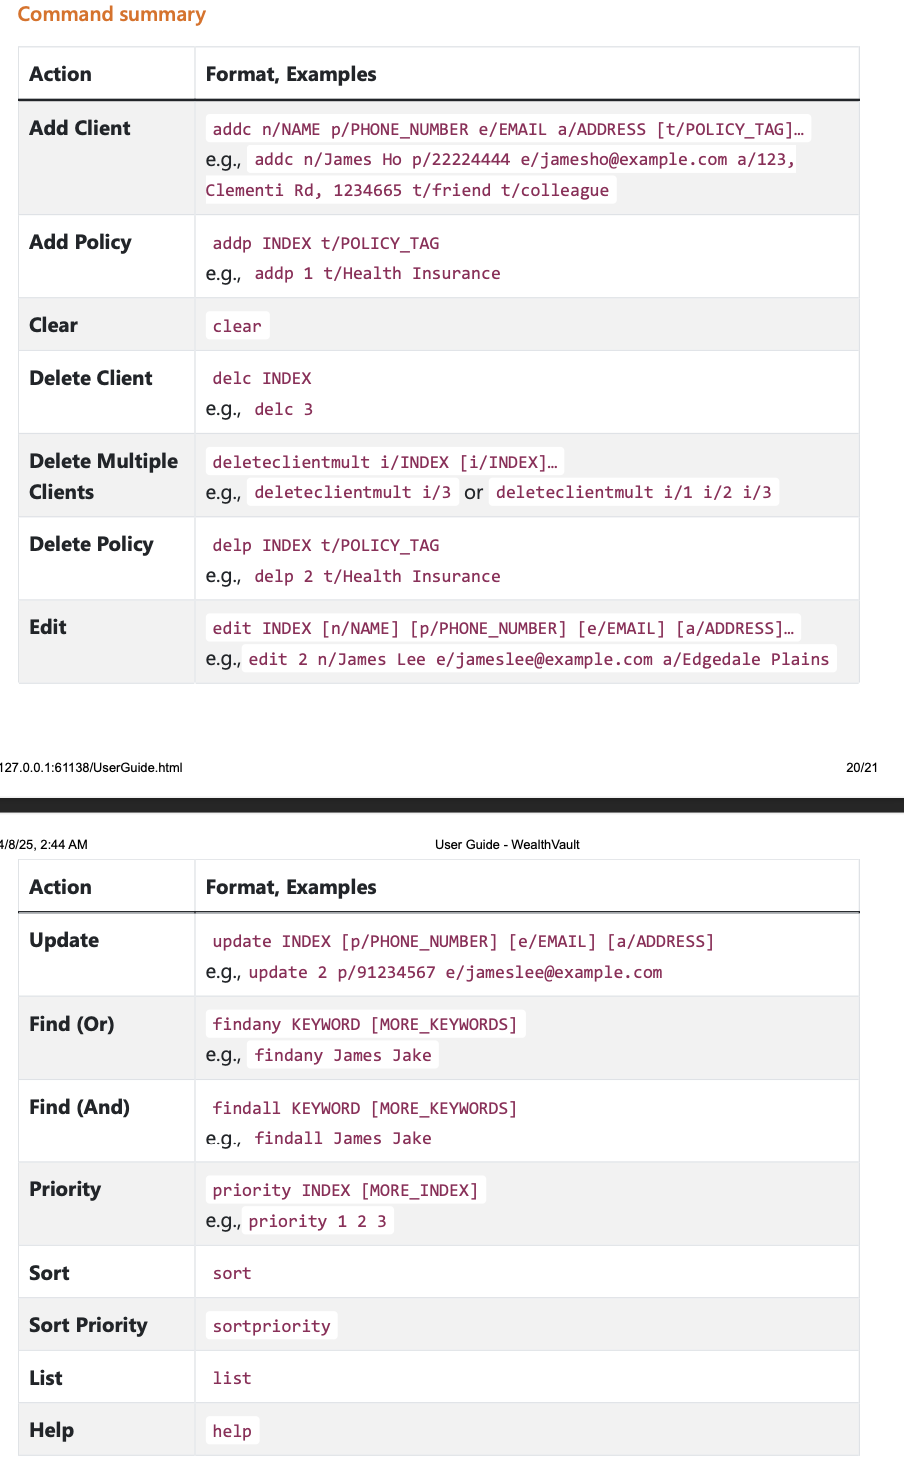 Command summary
Action Format, Examples
Add Client addc n/NAME p/PHONE_NUMBER e/EMAIL a/ADDRESS [t/POLICY_TAG]…
e.g., addc n/James Ho p/22224444 e/jamesho@example.com a/123,
Clementi Rd, 1234665 t/friend t/colleague
Add Policy addp INDEX t/POLICY_TAG
e.g., addp 1 t/Health Insurance
Clear clear
Delete Client delc INDEX
e.g., delc 3
Delete Multiple deleteclientmult i/INDEX [i/INDEX]…
Clients e.g., deleteclientmult i/3 or deleteclientmult i/1 i/2 i/3
Delete Policy delp INDEX t/POLICY_TAG
e.g., delp 2 t/Health Insurance
Edit edit INDEX [n/NAME] [p/PHONE_NUMBER] [e/EMAIL] [a/ADDRESS]…
e.g., edit 2 n/James Lee e/jameslee@example.com a/Edgedale Plains
127.0.0.1:61138/UserGuide.html 20/21
4/8/25, 2:44 AM User Guide - WealthVault
Action Format, Examples
Update update INDEX [p/PHONE_NUMBER] [e/EMAIL] [a/ADDRESS]
e.g., update 2 p/91234567 e/jameslee@example.com
Find (Or) findany KEYWORD [MORE_KEYWORDS]
e.g., findany James Jake
Find (And) findall KEYWORD [MORE_KEYWORDS]
e.g., findall James Jake
Priority priority INDEX [MORE_INDEX]
e.g., priority 1 2 3
Sort sort
Sort Priority sortpriority
List list
Help help